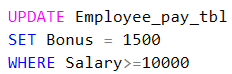 UPDATE Employee_pay_tbl
SET Bonus = 1500
WHERE Salary>=10000